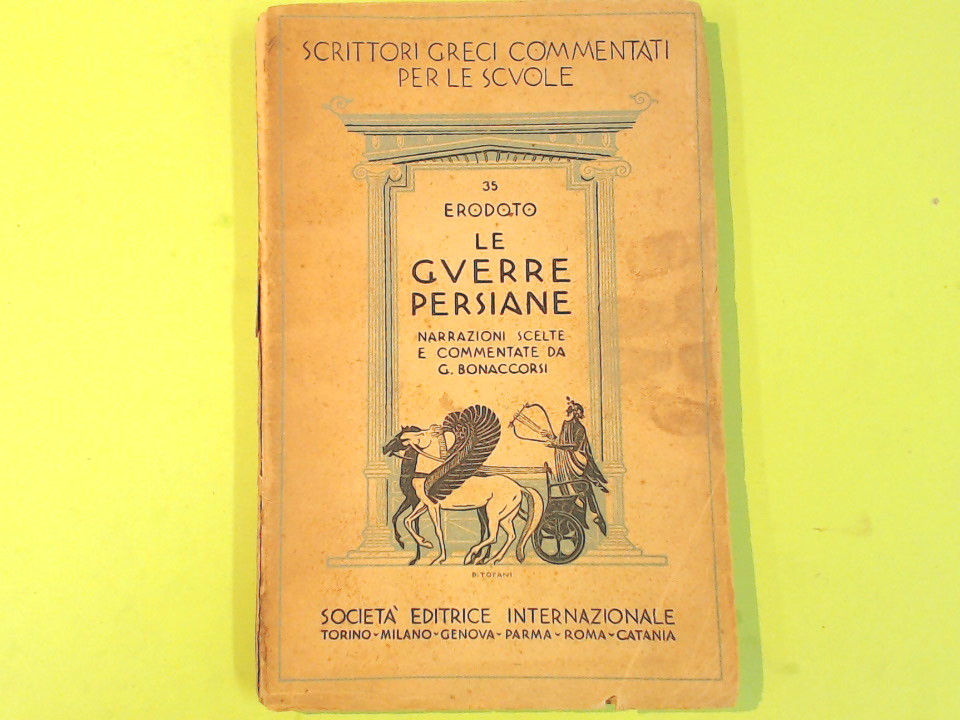 SCRITTORI GRECI COMMENTATI
PER LE SCVOLE
35
ERODOTO
LE
GVERRE
PERSIANE
NARRAZIONI SCELTE
E COMMENTATE DA
G. BONACCORSI
D. TOFANI
SOCIETA' EDITRICE INTERNAZIONALE
TORINO-MILANO-GENOVA-PARMA-ROMA-CATANIA